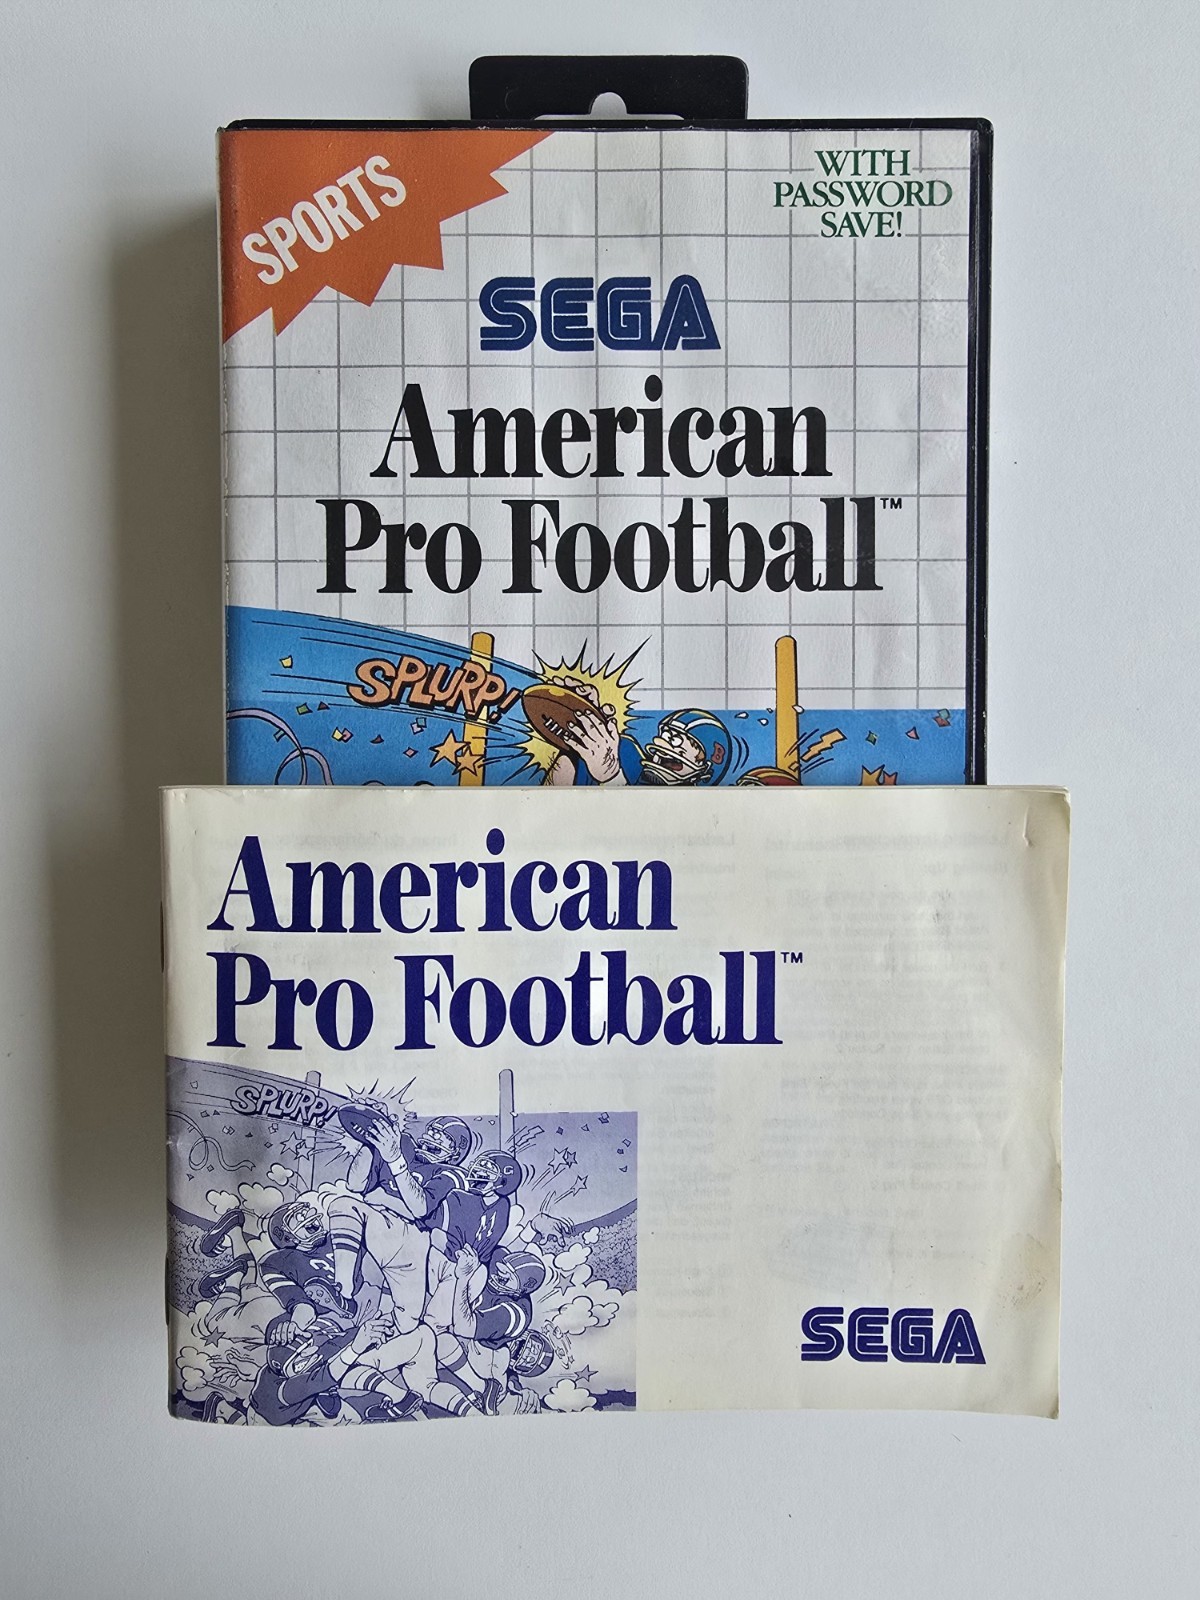 SPORTS
WITH
PASSWORD
SAVE!
SEGA
American
Pro Football™
SPLURP!
American
Pro Football™
SPLURP!
SEGA